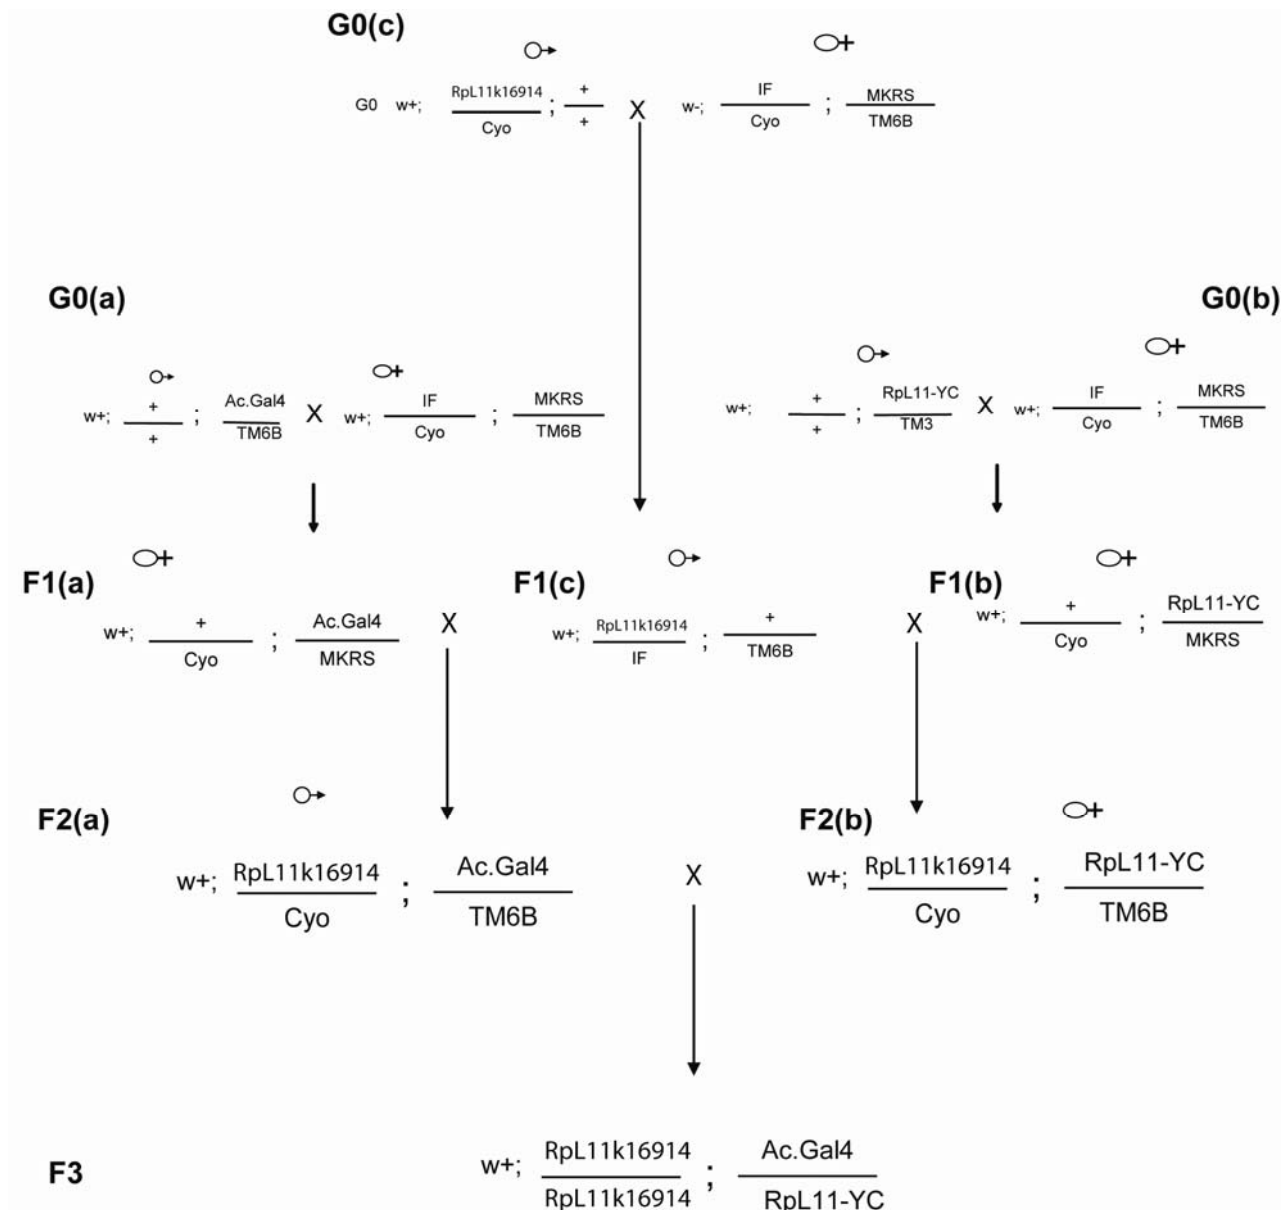 G0(c)
G0 w+; RpL11k16914 ; + X w-; IF ; MKRS
Cyo + Cyo TM6B
G0(a) G0(b)
w+; + ; Ac.Gal4 X w+; IF ; MKRS
+ TM6B Cyo TM6B
w+; + ; RpL11-YC X w+; IF ; MKRS
+ TM3 Cyo TM6B
F1(a) F1(c) F1(b)
w+; + ; Ac.Gal4 X
Cyo MKRS
w+; RpL11k16914 ; + X
IF TM6B
w+; + ; RpL11-YC
Cyo MKRS
F2(a) F2(b)
w+; RpL11k16914 ; Ac.Gal4 X
Cyo TM6B
w+; RpL11k16914 ; RpL11-YC
Cyo TM6B
F3 w+; RpL11k16914 ; Ac.Gal4
RpL11k16914 RpL11-YC